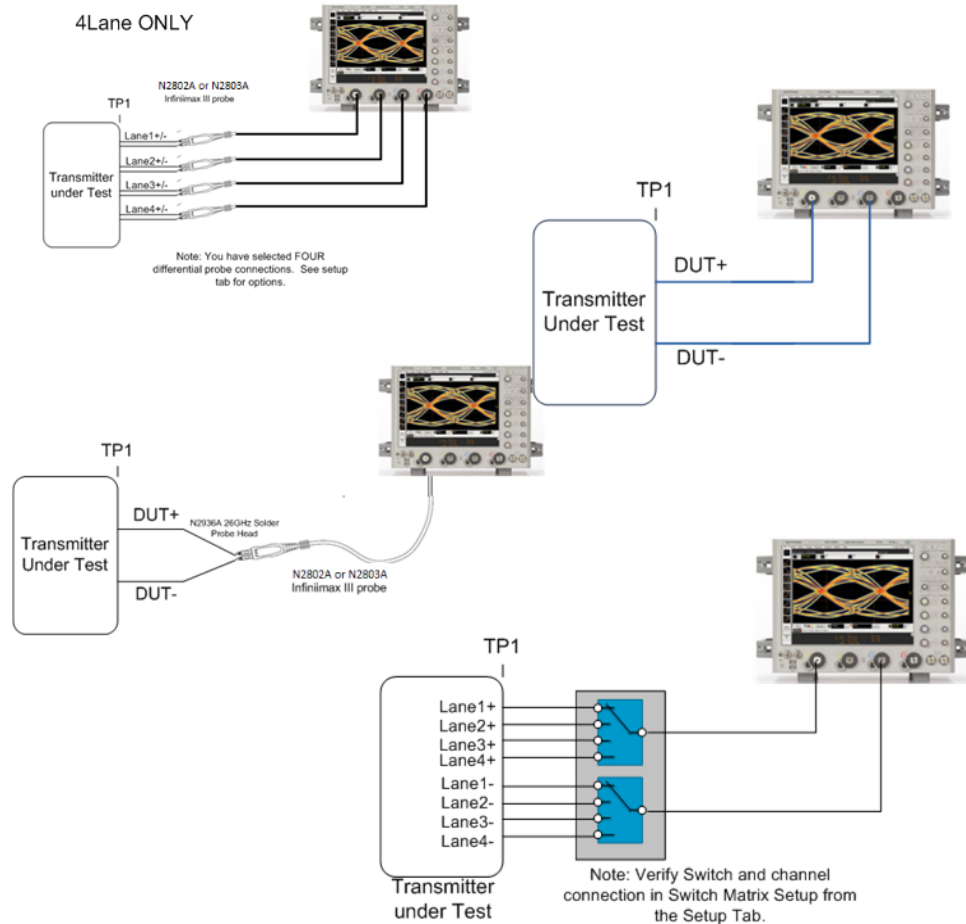 4Lane ONLY
N2802A or N2803A
Infiniimax III probe
TP1
Lane1+/-
Lane2+/-
Lane3+/-
Lane4+/-
Transmitter
under Test
Note: You have selected FOUR
differential probe connections. See setup
tab for options.
TP1
DUT+
DUT-
Transmitter
Under Test
TP1
DUT+
DUT-
Transmitter
Under Test
N2936A 26GHz Solder
Probe Head
N2802A or N2803A
Infiniimax III probe
TP1
Lane1+
Lane2+
Lane3+
Lane4+
Lane1-
Lane2-
Lane3-
Lane4-
Transmitter
under Test
Note: Verify Switch and channel
connection in Switch Matrix Setup from
the Setup Tab.